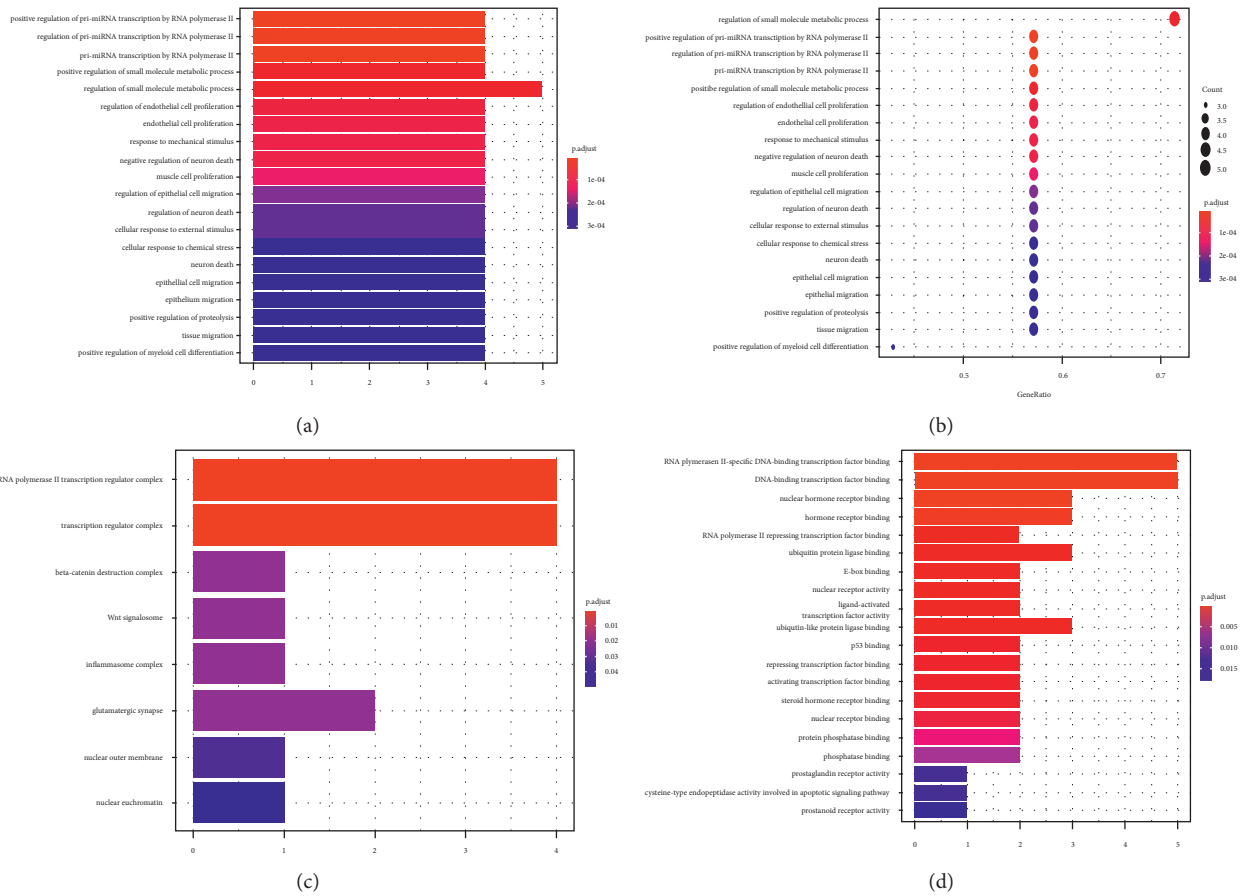 positive regulation of pri-miRNA transcription by RNA polymerase II
regulation of pri-miRNA transcription by RNA polymerase II
pri-miRNA transcription by RNA polymerase II
positive regulation of small molecule metabolic process
regulation of small molecule metabolic process
regulation of endothelial cell profileration
endothelial cell proliferation
response to mechanical stimulus
negative regulation of neuron death
muscle cell proliferation
regulation of epithelial cell migration
regulation of neuron death
cellular response to external stimulus
cellular response to chemical stress
neuron death
epithellial cell migration
epithelium migration
positive regulation of proteolysis
tissue migration
positive regulation of myeloid cell differentiation
0 1 2 3 4 5
p.adjust
1e-04
2e-04
3e-04
(a)
regulation of small molecule metabolic process
positive regulation of pri-miRNA transctiption by RNA polymerase II
regulation of pri-miRNA transcription by RNA polymerase II
pri-miRNA transcription by RNA polymerase II
positibe regulation of small molecule metabolic process
regulation of endothellial cell proliferation
endothelial cell proliferation
response to mechanical stimulus
negative regulation of neuron death
muscle cell proliferation
regulation of epithelial cell migration
regulation of neuron death
cellular response to external stimulus
cellular response to chemical stress
neuron death
epithelial cell migration
epithelial migration
positive regulation of proteolysis
tissue migration
positive regulation of myeloid cell differentiation
0.5 0.6 0.7
GeneRatio
Count
3.0
3.5
4.0
4.5
5.0
p.adjust
1e-04
2e-04
3e-04
(b)
RNA polymerase II transcription regulator complex
transcription regulator complex
beta-catenin destruction complex
Wnt signalosome
inflammasome complex
glutamatergic synapse
nuclear outer membrane
nuclear euchromatin
0 1 2 3 4
p.adjust
0.01
0.02
0.03
0.04
(c)
RNA plymerasen II-specific DNA-binding transcription factor binding
DNA-binding transcription factor binding
nuclear hormone receptor binding
hormone receptor binding
RNA polymerase II repressing transcription factor binding
ubiquitin protein ligase binding
E-box binding
nuclear receptor activity
ligand-activated
transcription factor activity
ubiqutin-like protein ligase binding
p53 binding
repressing transcription factor binding
activating transcription factor binding
steroid hormone receptor binding
nuclear receptor binding
protein phosphatase binding
phosphatase binding
prostaglandin receptor activity
cysteine-type endopeptidase activity involved in apoptotic signaling pathway
prostanoid receptor activity
0 1 2 3 4 5
p.adjust
0.005
0.010
0.015
(d)